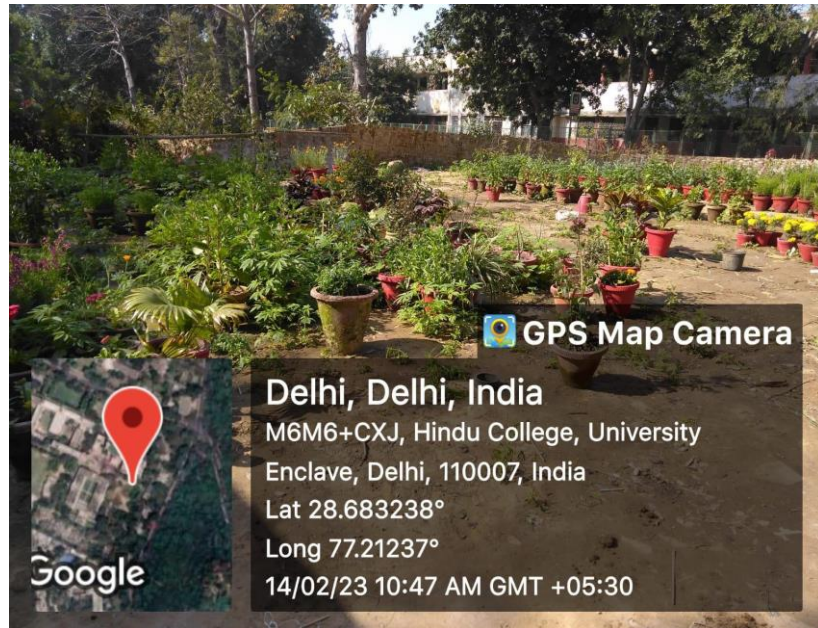 GPS Map Camera
Delhi, Delhi, India
M6M6+CXJ, Hindu College, University
Enclave, Delhi, 110007, India
Lat 28.683238°
Long 77.21237°
14/02/23 10:47 AM GMT +05:30
Google